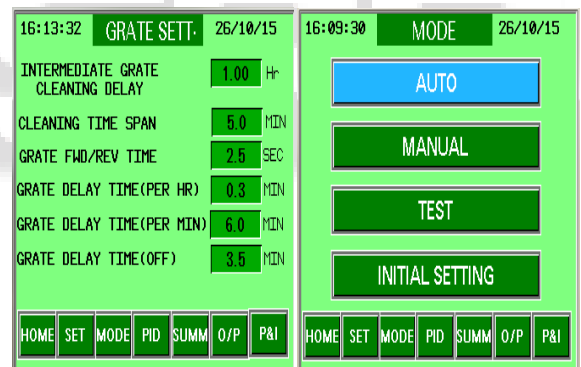 16:13:32 GRATE SETT· 26/10/15
INTERMEDIATE GRATE
CLEANING DELAY 1.00 Hr
CLEANING TIME SPAN 5.0 MIN
GRATE FWD/REV TIME 2.5 SEC
GRATE DELAY TIME(PER HR) 0.3 MIN
GRATE DELAY TIME(PER MIN) 6.0 MIN
GRATE DELAY TIME(OFF) 3.5 MIN
HOME SET MODE PID SUMM O/P P&I
16:09:30 MODE 26/10/15
AUTO
MANUAL
TEST
INITIAL SETTING
HOME SET MODE PID SUMM O/P P&I